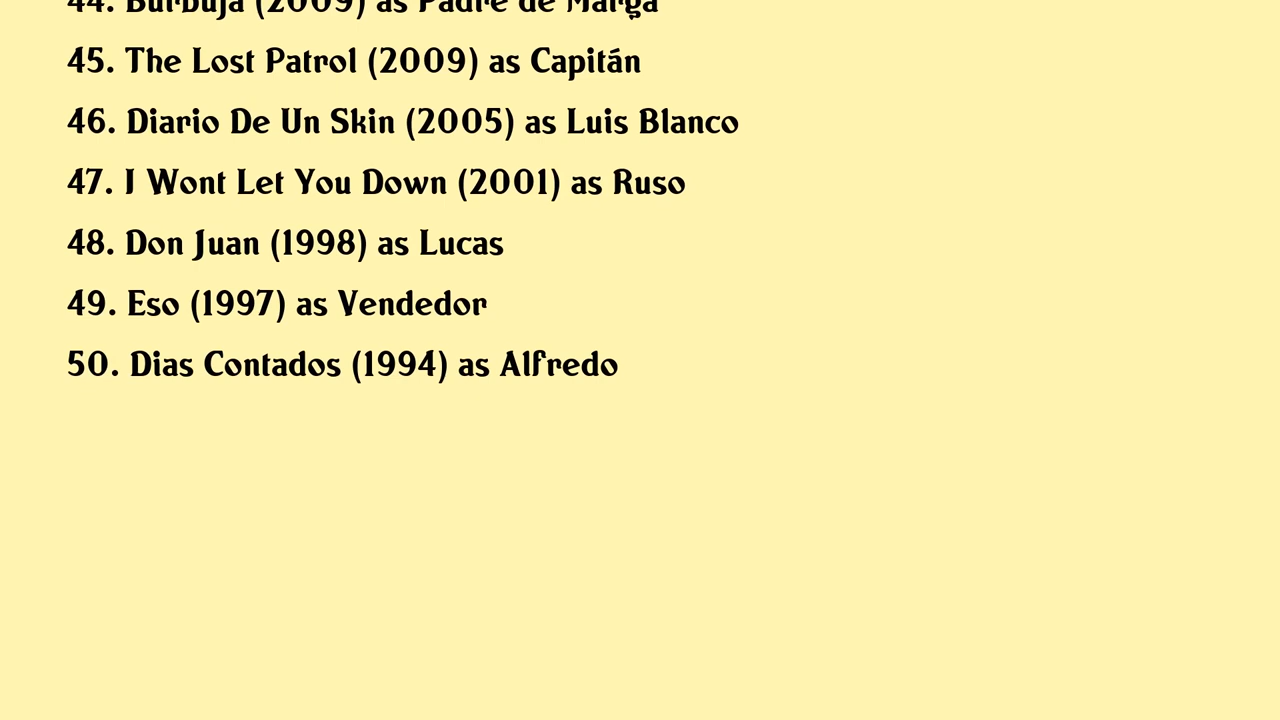 44. Burbuja (2009) as Padre de Marga
45. The Lost Patrol (2009) as Capitán
46. Diario De Un Skin (2005) as Luis Blanco
47. I Wont Let You Down (2001) as Ruso
48. Don Juan (1998) as Lucas
49. Eso (1997) as Vendedor
50. Dias Contados (1994) as Alfredo